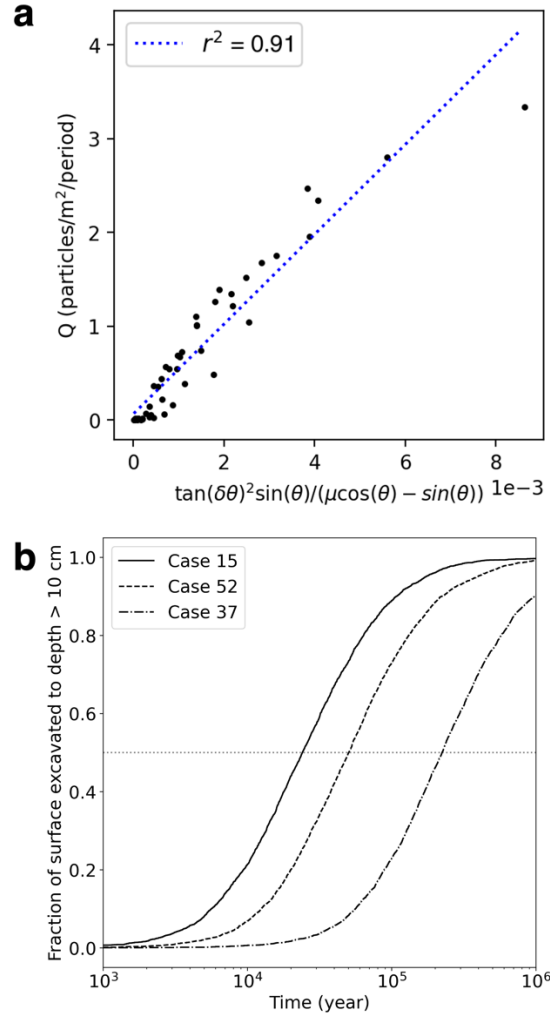 a
r² = 0.91
Q (particles/m²/period)
4
3
2
1
0
0 2 4 6 8
1e−3
tan(δθ)²sin(θ)/(μcos(θ) − sin(θ))
b
Case 15
Case 52
Case 37
Fraction of surface excavated to depth > 10 cm
1.0
0.8
0.6
0.4
0.2
0.0
10³ 10⁴ 10⁵ 10⁶
Time (year)